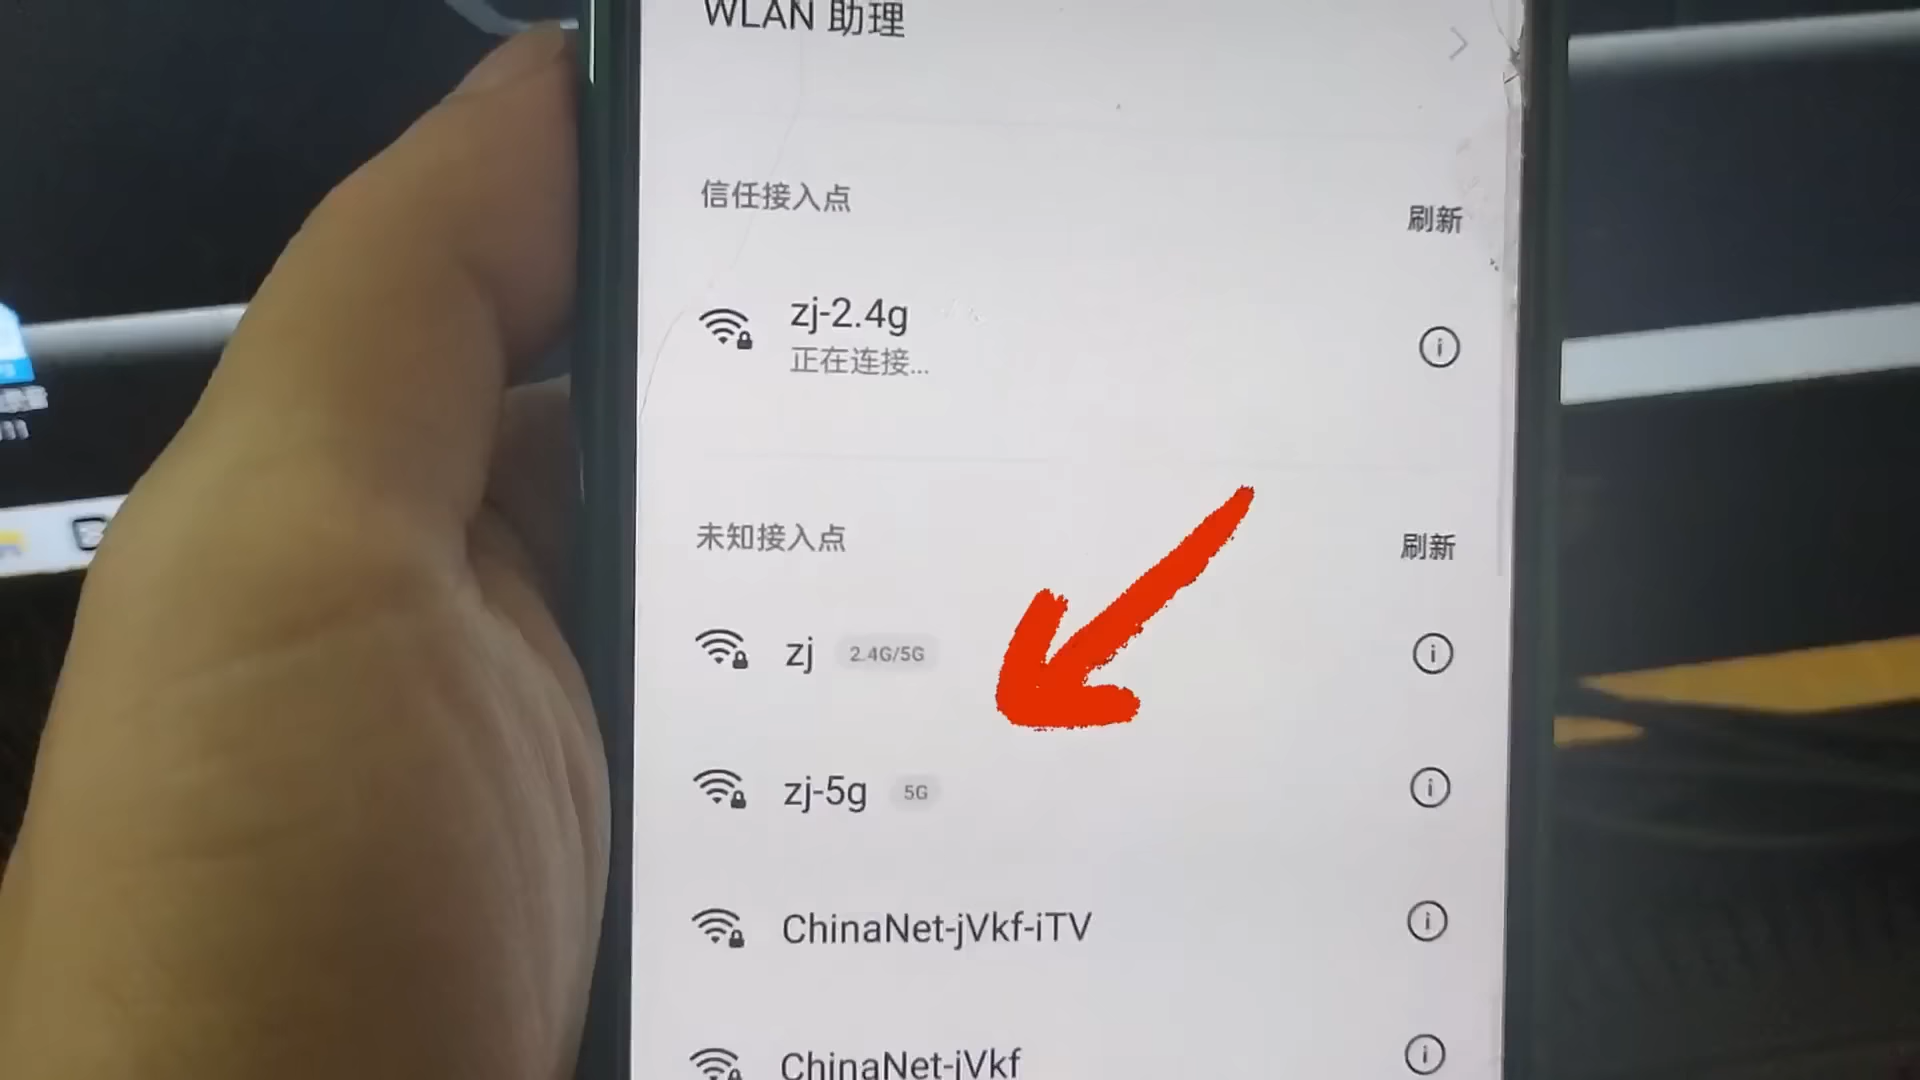 WLAN 助理
信任接入点
刷新
zj-2.4g
正在连接...
未知接入点
刷新
zj 2.4G/5G
zj-5g 5G
ChinaNet-jVkf-iTV
ChinaNet-jVkf